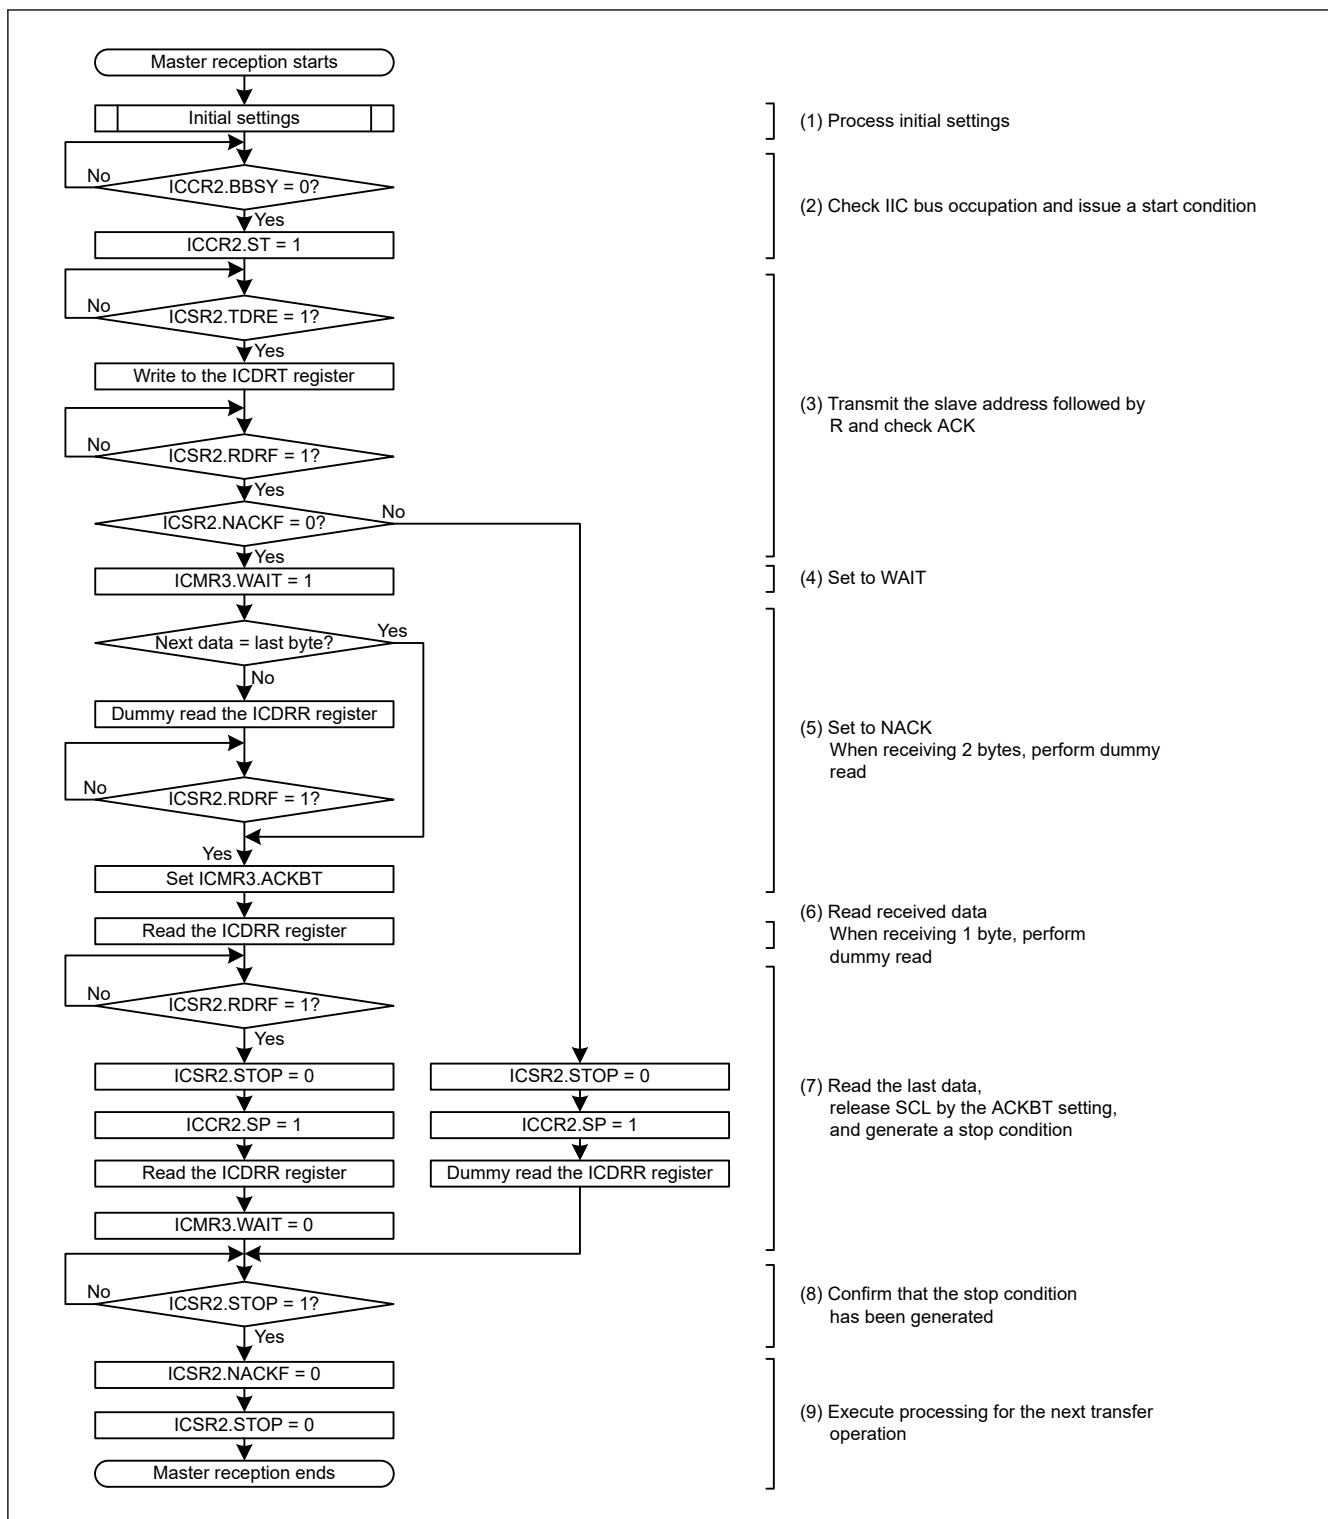 Master reception starts
Initial settings
(1) Process initial settings
No
ICCR2.BBSY = 0?
Yes
(2) Check IIC bus occupation and issue a start condition
ICCR2.ST = 1
No
ICSR2.TDRE = 1?
Yes
Write to the ICDRT register
(3) Transmit the slave address followed by
R and check ACK
No
ICSR2.RDRF = 1?
Yes
ICSR2.NACKF = 0?
No
Yes
ICMR3.WAIT = 1
(4) Set to WAIT
Next data = last byte?
Yes
No
Dummy read the ICDRR register
(5) Set to NACK
When receiving 2 bytes, perform dummy
read
No
ICSR2.RDRF = 1?
Yes
Set ICMR3.ACKBT
Read the ICDRR register
(6) Read received data
When receiving 1 byte, perform
dummy read
No
ICSR2.RDRF = 1?
Yes
ICSR2.STOP = 0
ICSR2.STOP = 0
(7) Read the last data,
release SCL by the ACKBT setting,
and generate a stop condition
ICCR2.SP = 1
ICCR2.SP = 1
Read the ICDRR register
Dummy read the ICDRR register
ICMR3.WAIT = 0
No
ICSR2.STOP = 1?
Yes
(8) Confirm that the stop condition
has been generated
ICSR2.NACKF = 0
ICSR2.STOP = 0
(9) Execute processing for the next transfer
operation
Master reception ends